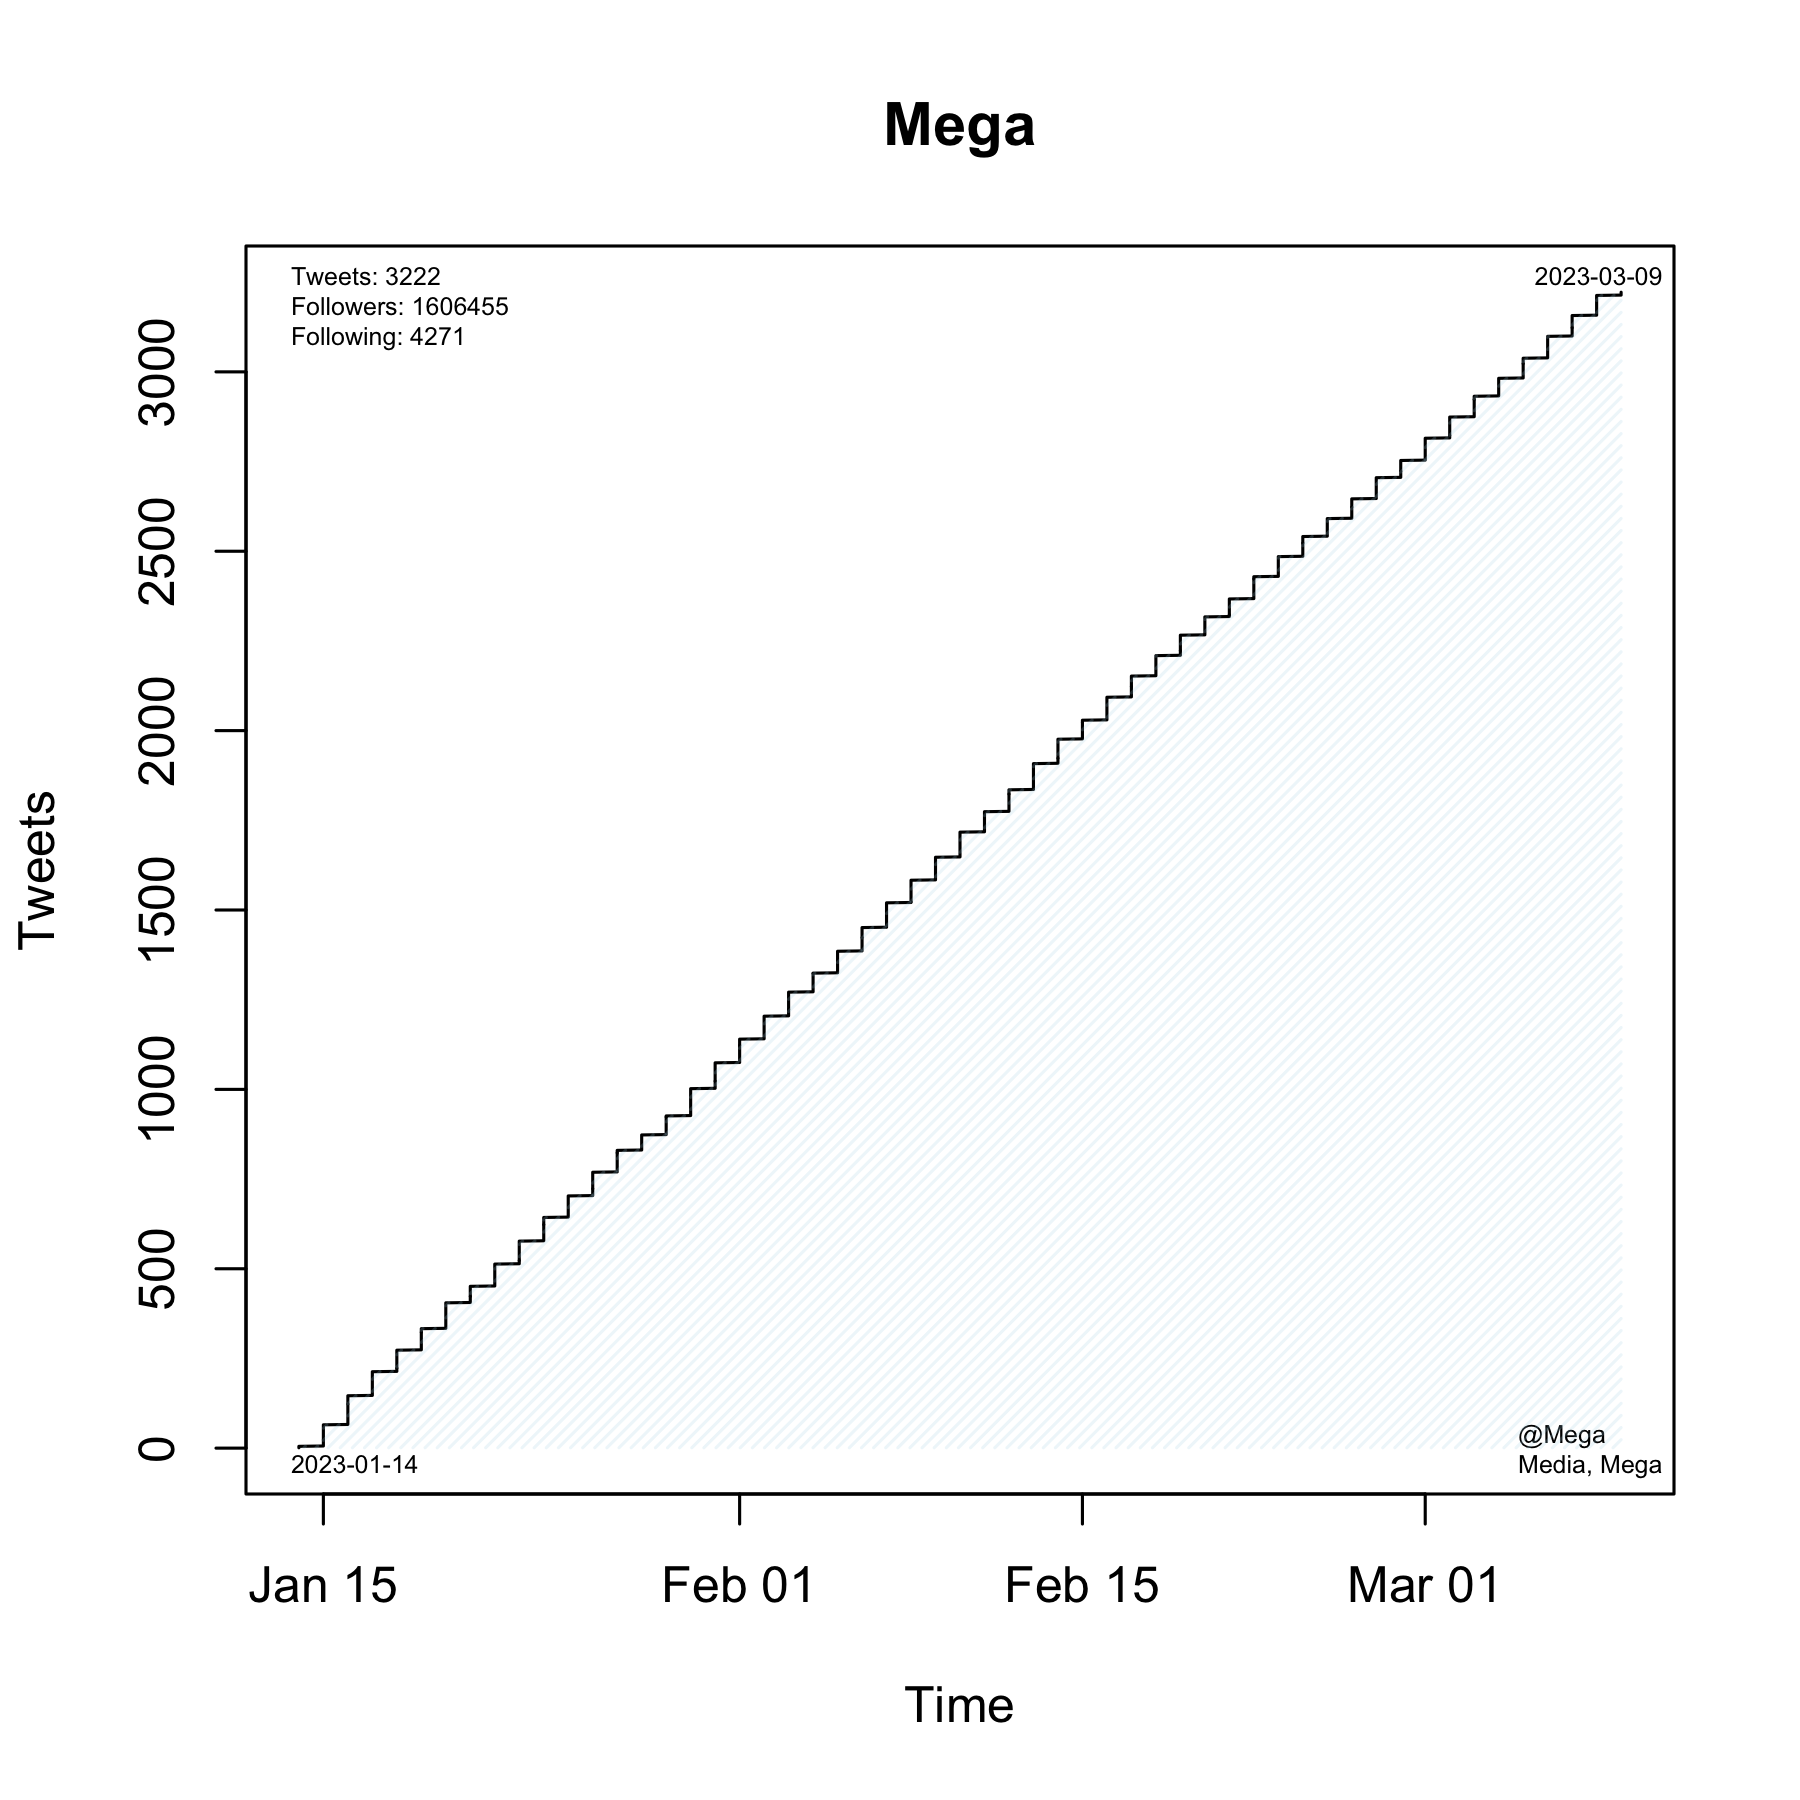 Mega
Tweets: 3222
Followers: 1606455
Following: 4271
2023-03-09
3000
2500
2000
1500
1000
500
0
Tweets
2023-01-14
@Mega
Media, Mega
Jan 15
Feb 01
Feb 15
Mar 01
Time